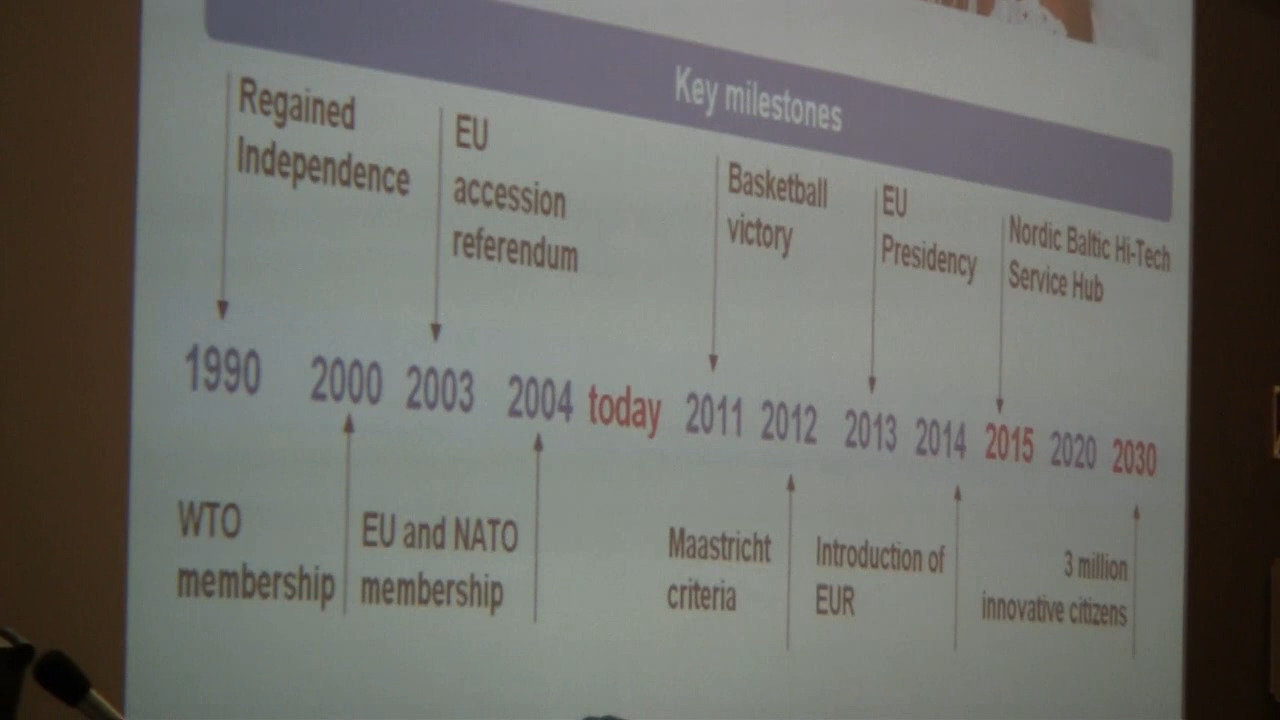 Key milestones
Regained
Independence
EU
accession
referendum
Basketball
victory
EU
Presidency
Nordic Baltic Hi-Tech
Service Hub
1990 2000 2003 2004 today 2011 2012 2013 2014 2015 2020 2030
WTO
membership
EU and NATO
membership
Maastricht
criteria
Introduction of
EUR
3 million
innovative citizens